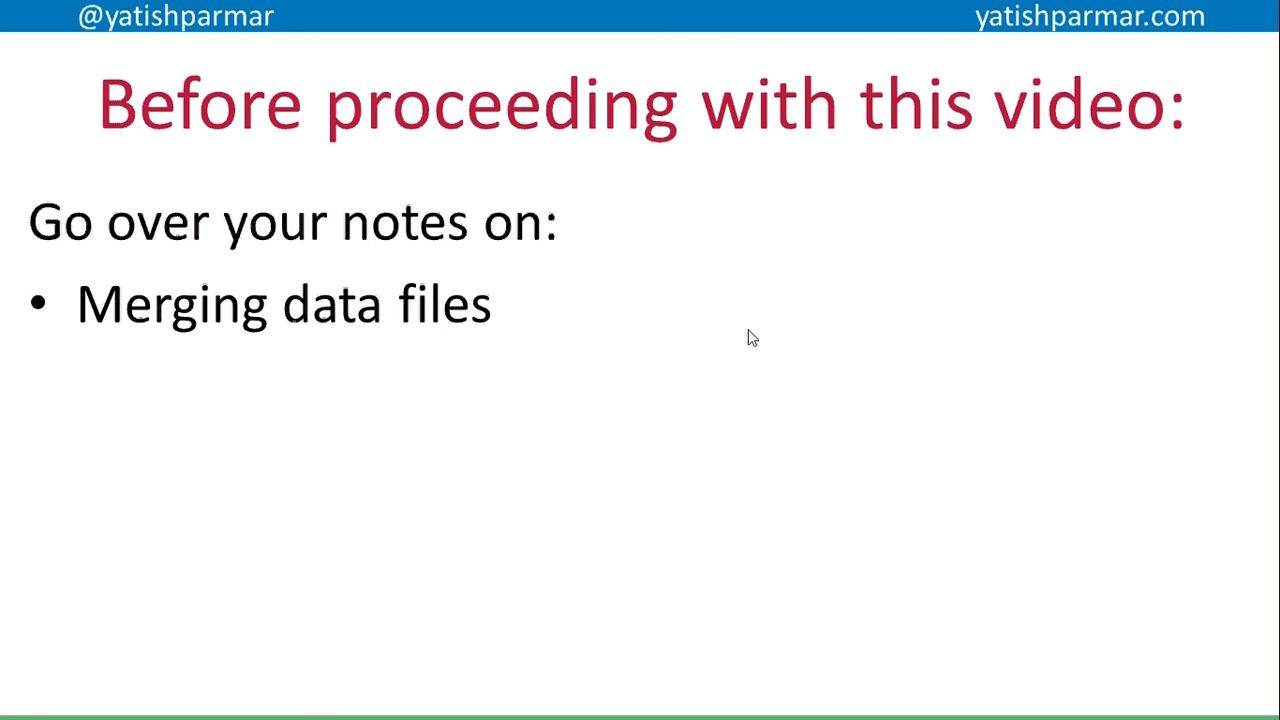 @yatishparmar
yatishparmar.com
Before proceeding with this video:
Go over your notes on:
• Merging data files